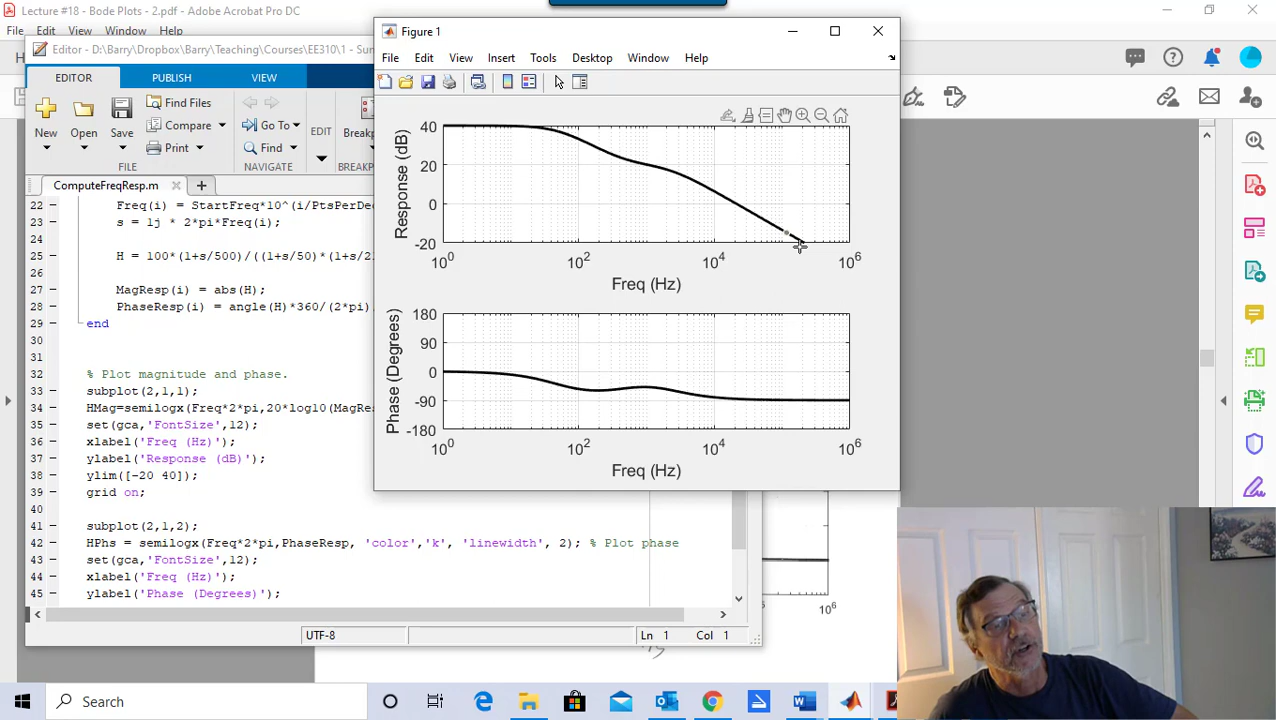 Lecture #18 - Bode Plots - 2.pdf - Adobe Acrobat Pro DC
File Edit View Window Help
Editor - D:\Barry\Dropbox\Barry\Teaching\Courses\EE310\1 - Su
EDITOR PUBLISH VIEW
New Open Save
Find Files
Compare
Print
Go To
Find
EDIT
Breakp
FILE NAVIGATE BREAKP
ComputeFreqResp.m
22 Freq(i) = StartFreq*10^(i/PtsPerDe
23 s = 1j * 2*pi*Freq(i);
24
25 H = 100*(1+s/500)/((1+s/50)*(1+s/2
26
27 MagResp(i) = abs(H);
28 PhaseResp(i) = angle(H)*360/(2*pi)
29 end
30
31
32 % Plot magnitude and phase.
33 subplot(2,1,1);
34 HMag=semilogx(Freq*2*pi,20*log10(MagRes
35 set(gca,'FontSize',12);
36 xlabel('Freq (Hz)');
37 ylabel('Response (dB)');
38 ylim([-20 40]);
39 grid on;
40
41 subplot(2,1,2);
42 HPhs = semilogx(Freq*2*pi,PhaseResp, 'color','k', 'linewidth', 2); % Plot phase
43 set(gca,'FontSize',12);
44 xlabel('Freq (Hz)');
45 ylabel('Phase (Degrees)');
UTF-8 Ln 1 Col 1
Figure 1
File Edit View Insert Tools Desktop Window Help
Response (dB)
40
20
0
-20
10^0 10^2 10^4 10^6
Freq (Hz)
Phase (Degrees)
180
90
0
-90
-180
10^0 10^2 10^4 10^6
Freq (Hz)
10^6
Search